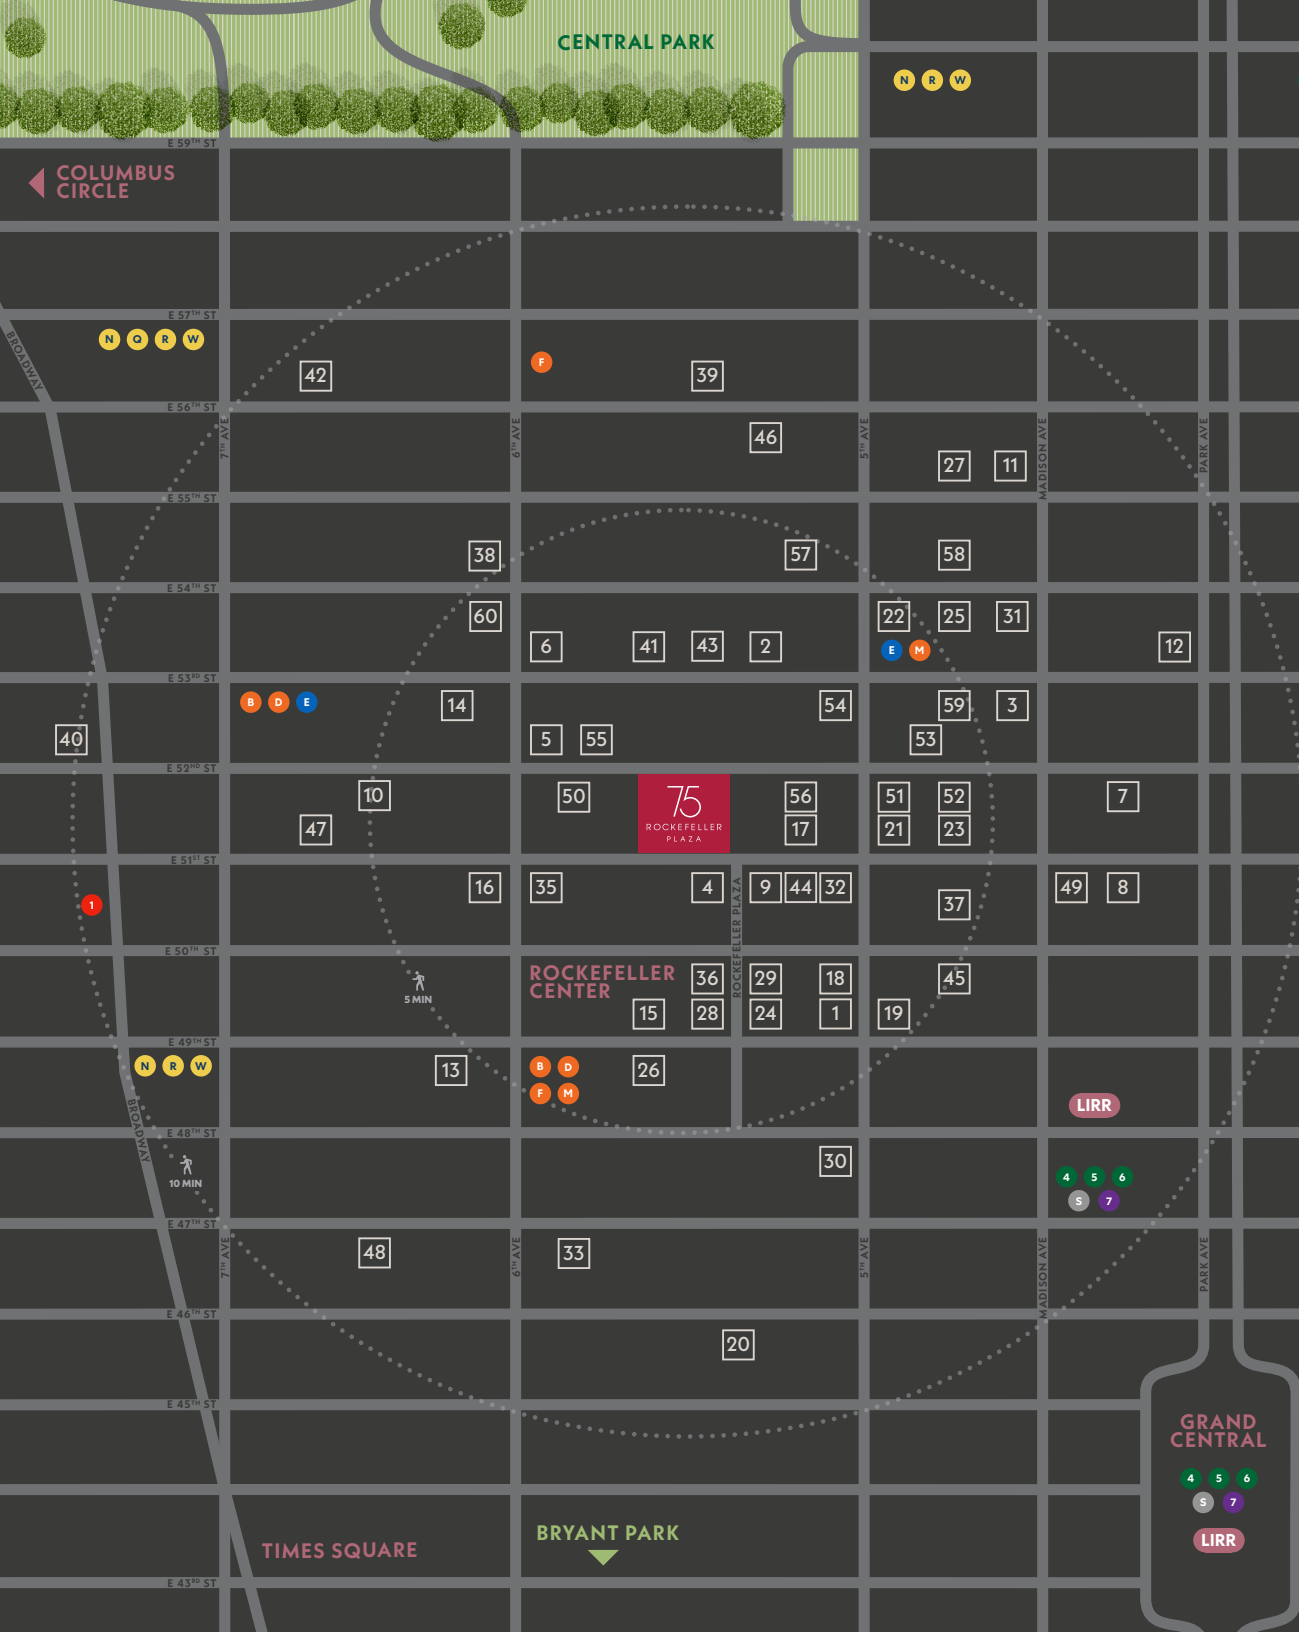 CENTRAL PARK
N R W
E 59TH ST
COLUMBUS
CIRCLE
E 57TH ST
BROADWAY
N Q R W
42
F
39
E 56TH ST
7TH AVE
6TH AVE
5TH AVE
MADISON AVE
PARK AVE
46
27 11
E 55TH ST
38
57
58
E 54TH ST
60
22 25 31
6 41 43 2
E M
12
E 53RD ST
B D E
14
54
59 3
40
5 55
53
E 52ND ST
10
50
75
ROCKEFELLER
PLAZA
56
51 52
7
47
17
21 23
E 51ST ST
16
35
4
ROCKEFELLER PLAZA
9 44 32
49 8
1
37
E 50TH ST
ROCKEFELLER
CENTER
36
29
18
45
5 MIN
15 28
24
1
19
E 49TH ST
N R W
13
B D
F M
26
BROADWAY
LIRR
E 48TH ST
10 MIN
30
4 5 6
S 7
E 47TH ST
7TH AVE
6TH AVE
5TH AVE
MADISON AVE
PARK AVE
48
33
E 46TH ST
20
E 45TH ST
GRAND
CENTRAL
4 5 6
S 7
LIRR
TIMES SQUARE
BRYANT PARK
E 43RD ST